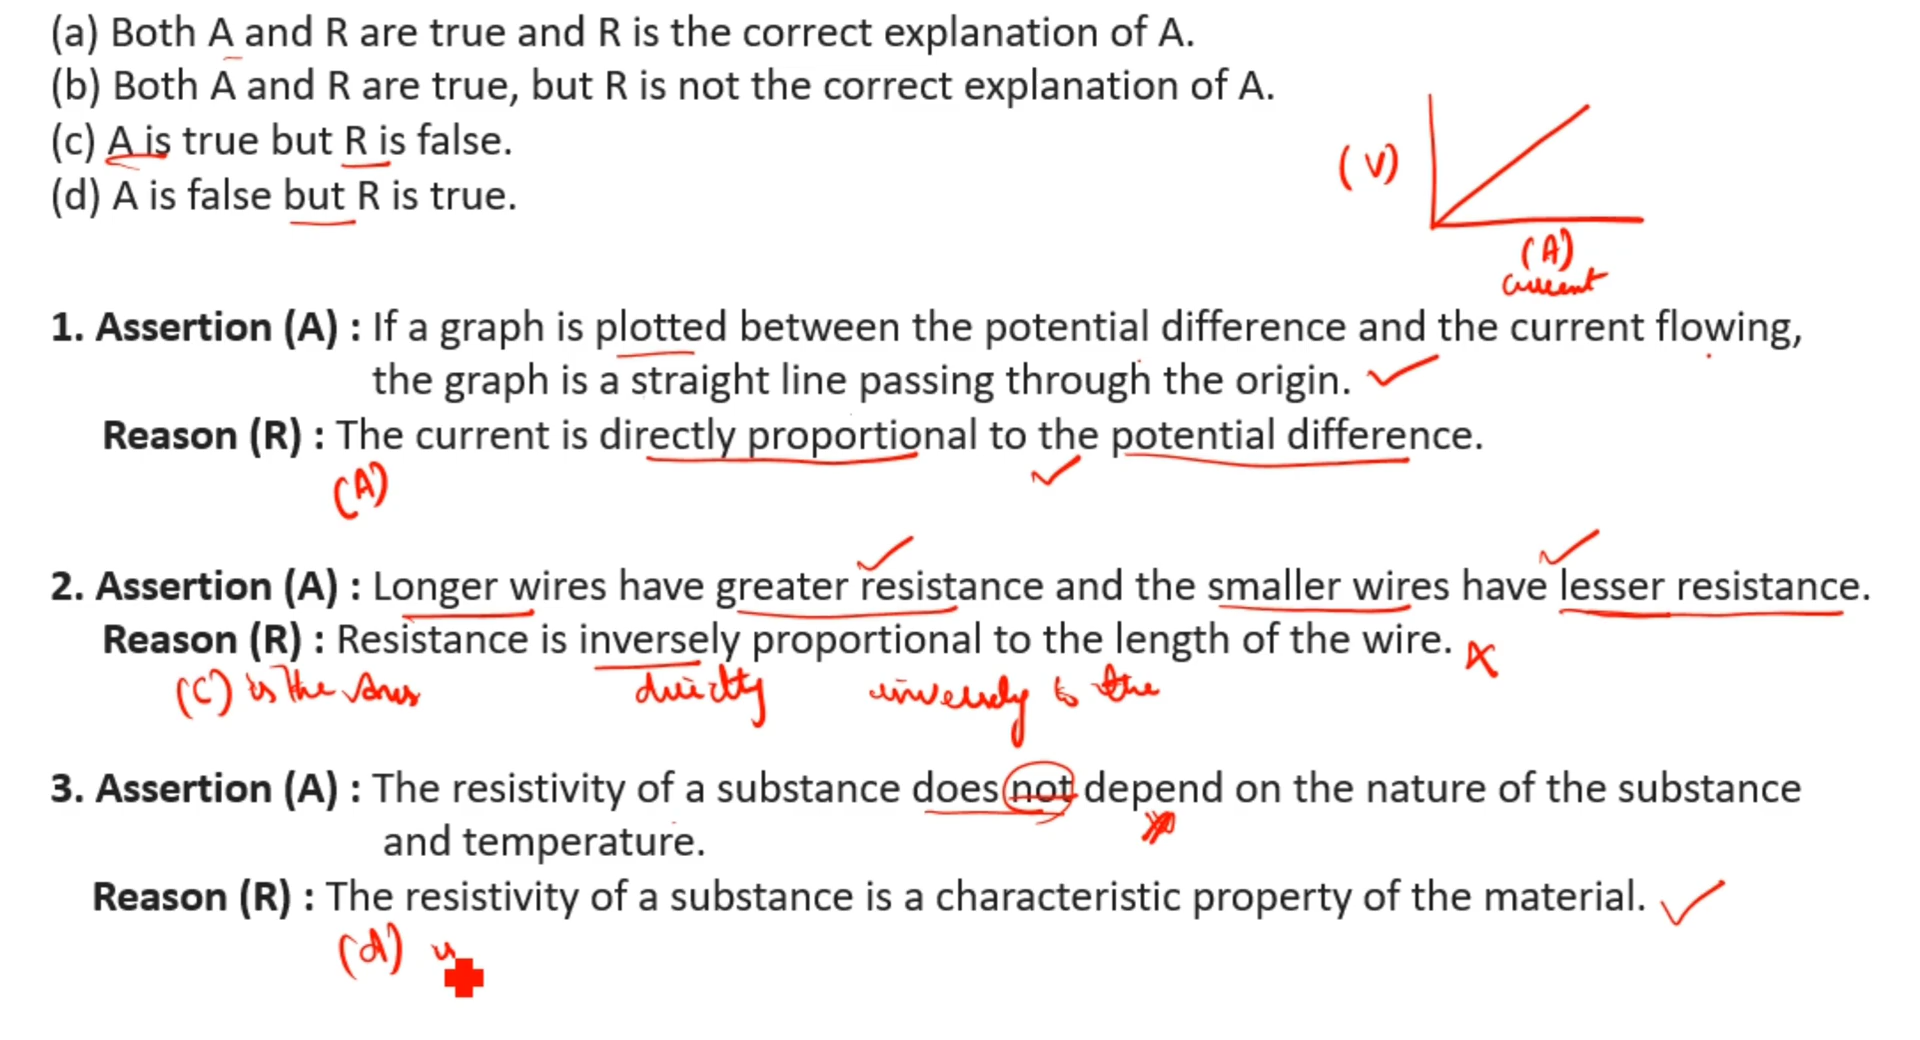 (a) Both A and R are true and R is the correct explanation of A.
(b) Both A and R are true, but R is not the correct explanation of A.
(c) A is true but R is false.
(d) A is false but R is true.
(V)
(A)
current
1. Assertion (A) : If a graph is plotted between the potential difference and the current flowing,
the graph is a straight line passing through the origin.
Reason (R) : The current is directly proportional to the potential difference.
(A)
2. Assertion (A) : Longer wires have greater resistance and the smaller wires have lesser resistance.
Reason (R) : Resistance is inversely proportional to the length of the wire.
(C) is the Ans directly inversely to the
3. Assertion (A) : The resistivity of a substance does not depend on the nature of the substance
and temperature.
Reason (R) : The resistivity of a substance is a characteristic property of the material.
(d)